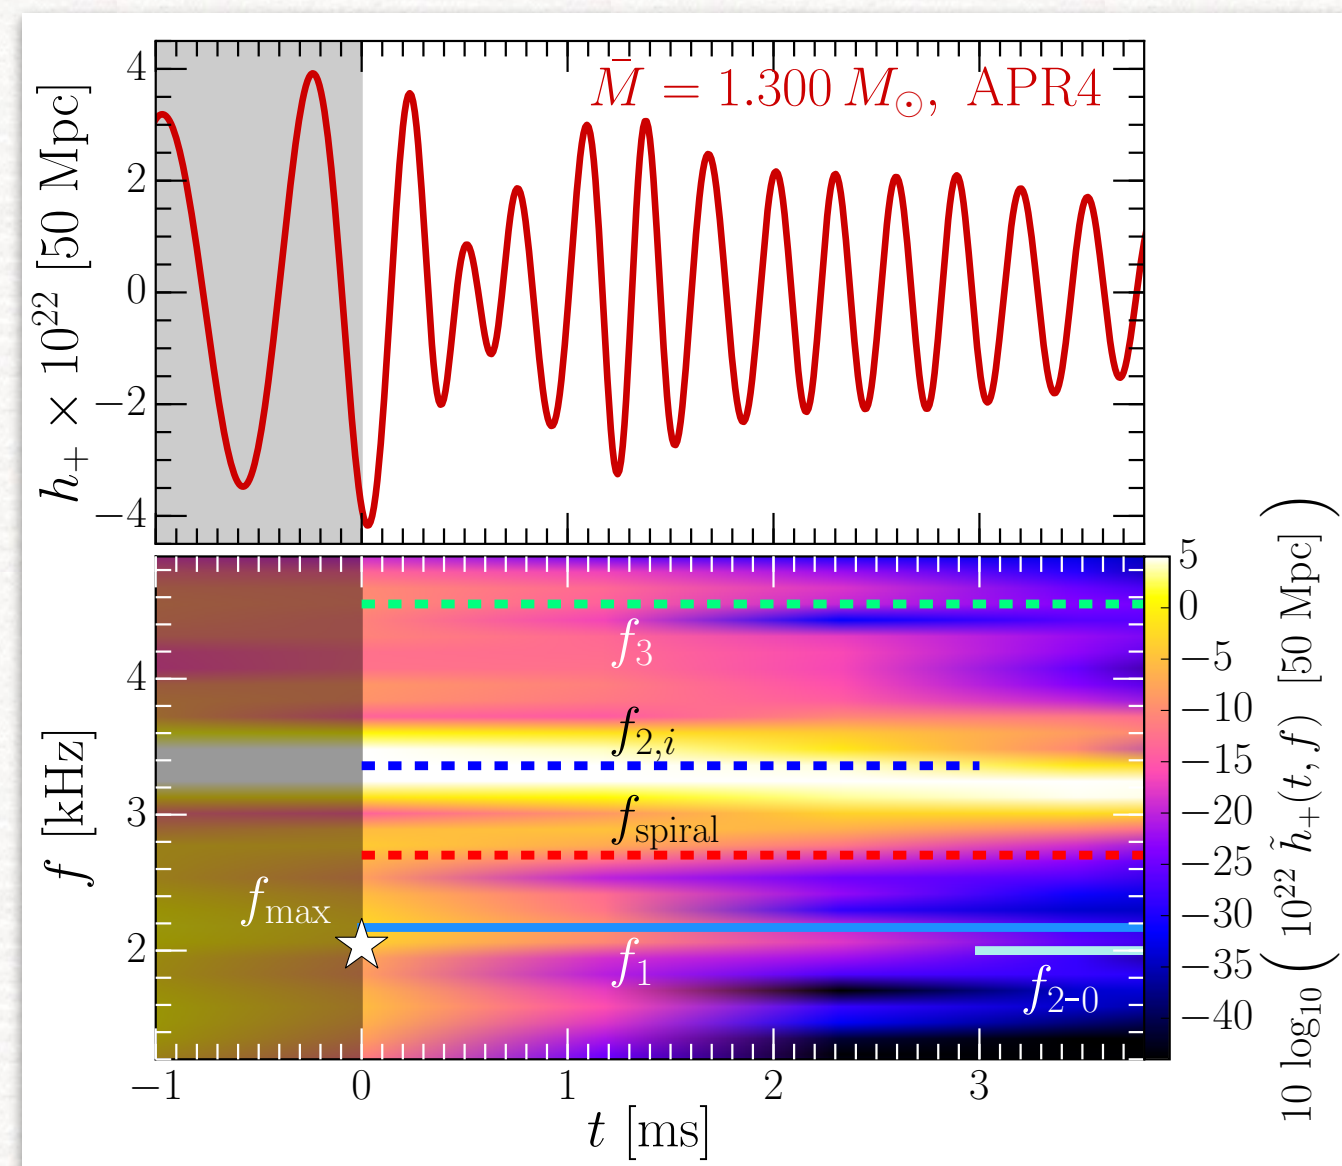 M̄ = 1.300 M⊙, APR4
h₊ × 10²² [50 Mpc]
4
2
0
−2
−4
f [kHz]
4
3
2
f₃
f₂,ᵢ
f_spiral
f_max
f₁
f₂₋₀
5
0
−5
−10
−15
−20
−25
−30
−35
−40
10 log₁₀ ( 10²² h̃₊(t, f) [50 Mpc] )
−1
0
1
2
3
t [ms]